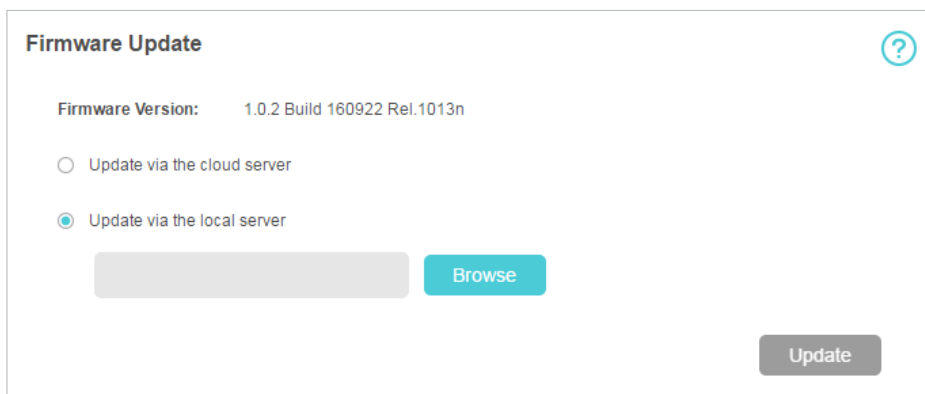 Firmware Update
?
Firmware Version: 1.0.2 Build 160922 Rel.1013n
Update via the cloud server
Update via the local server
Browse
Update